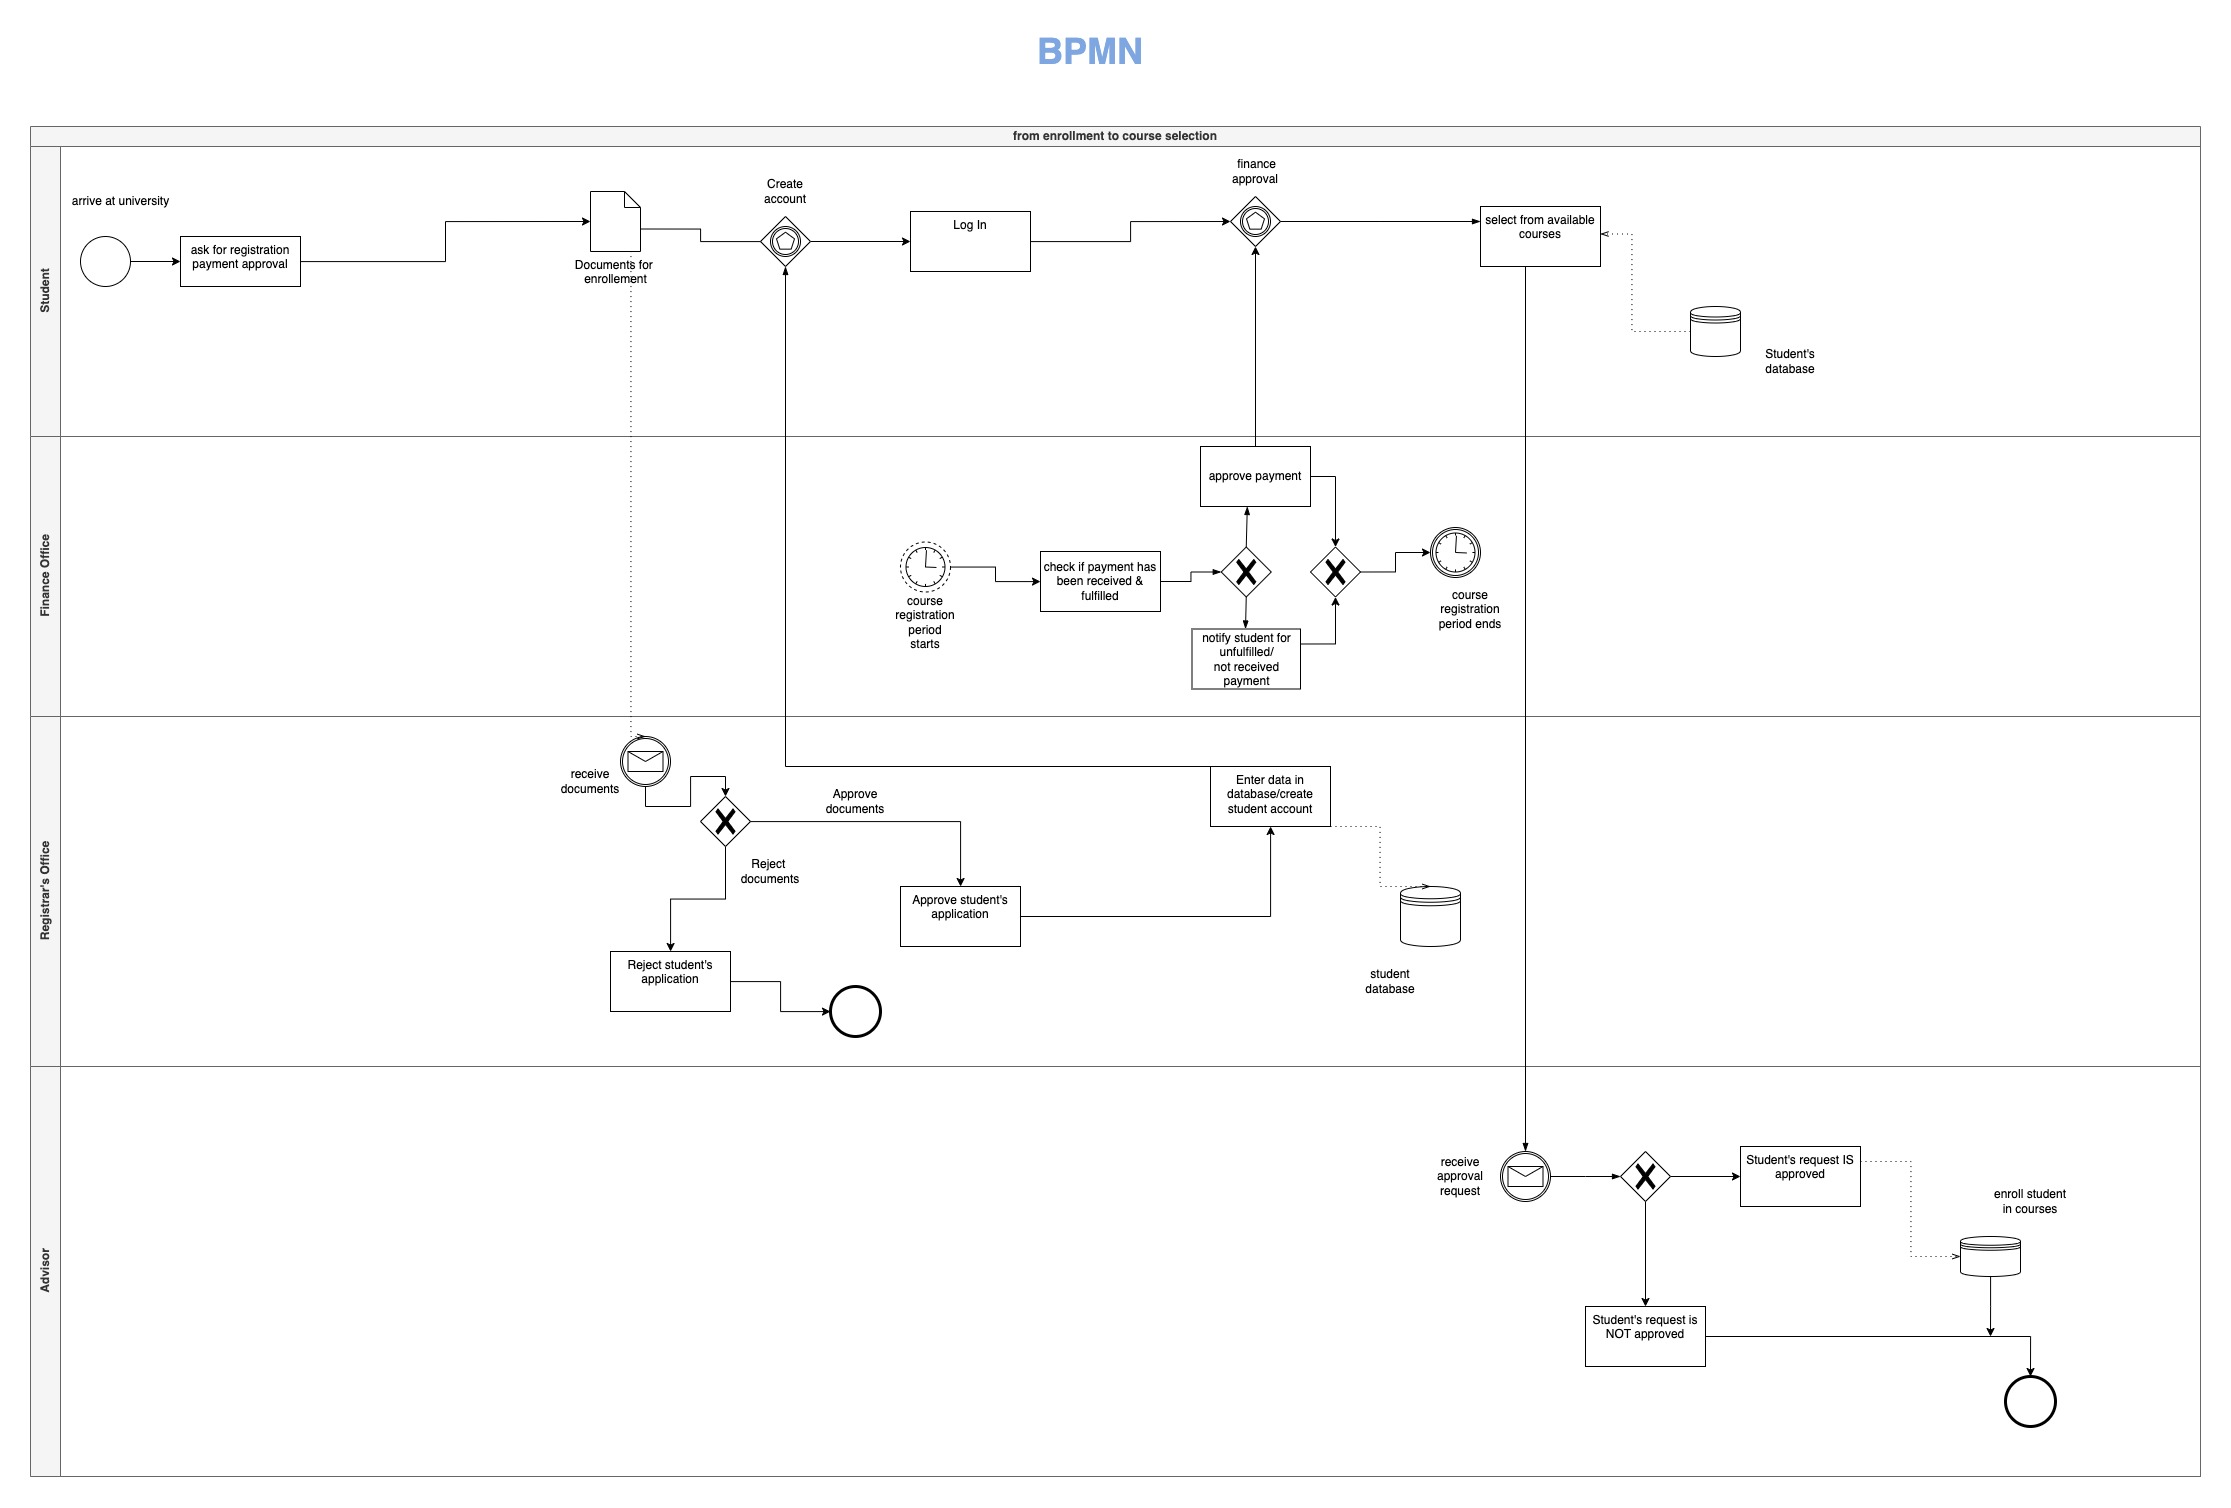 BPMN
from enrollment to course selection
Student
arrive at university
ask for registration
payment approval
Documents for
enrollement
Create
account
Log In
finance
approval
select from available
courses
Student's
database
Finance Office
course
registration
period
starts
check if payment has
been received &
fulfilled
approve payment
notify student for
unfulfilled/
not received
payment
course
registration
period ends
Registrar's Office
receive
documents
Approve
documents
Reject
documents
Reject student's
application
Approve student's
application
Enter data in
database/create
student account
student
database
Advisor
receive
approval
request
Student's request IS
approved
enroll student
in courses
Student's request is
NOT approved